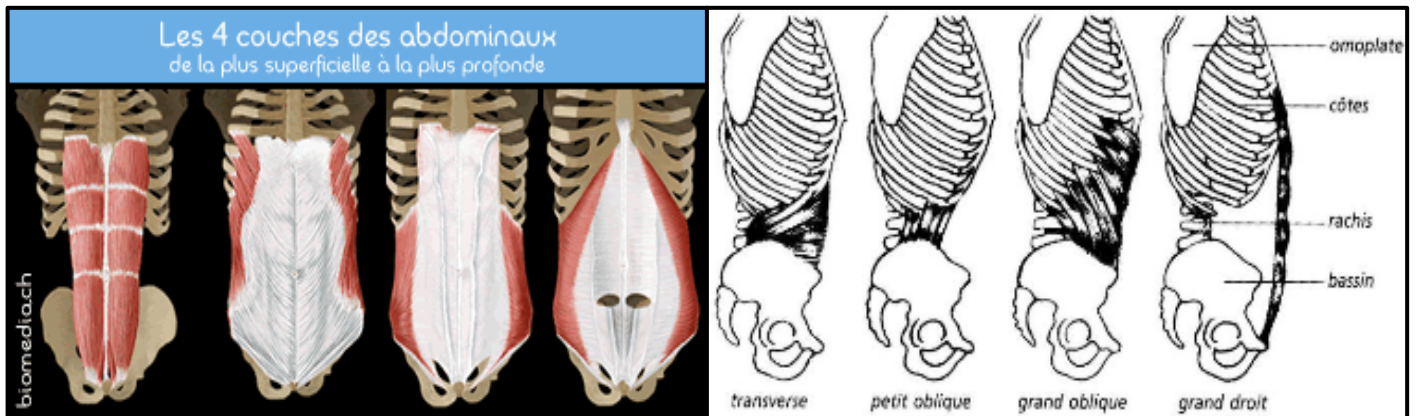 Les 4 couches des abdominaux
de la plus superficielle à la plus profonde
biomedia.ch
omoplate
côtes
rachis
bassin
transverse
petit oblique
grand oblique
grand droit